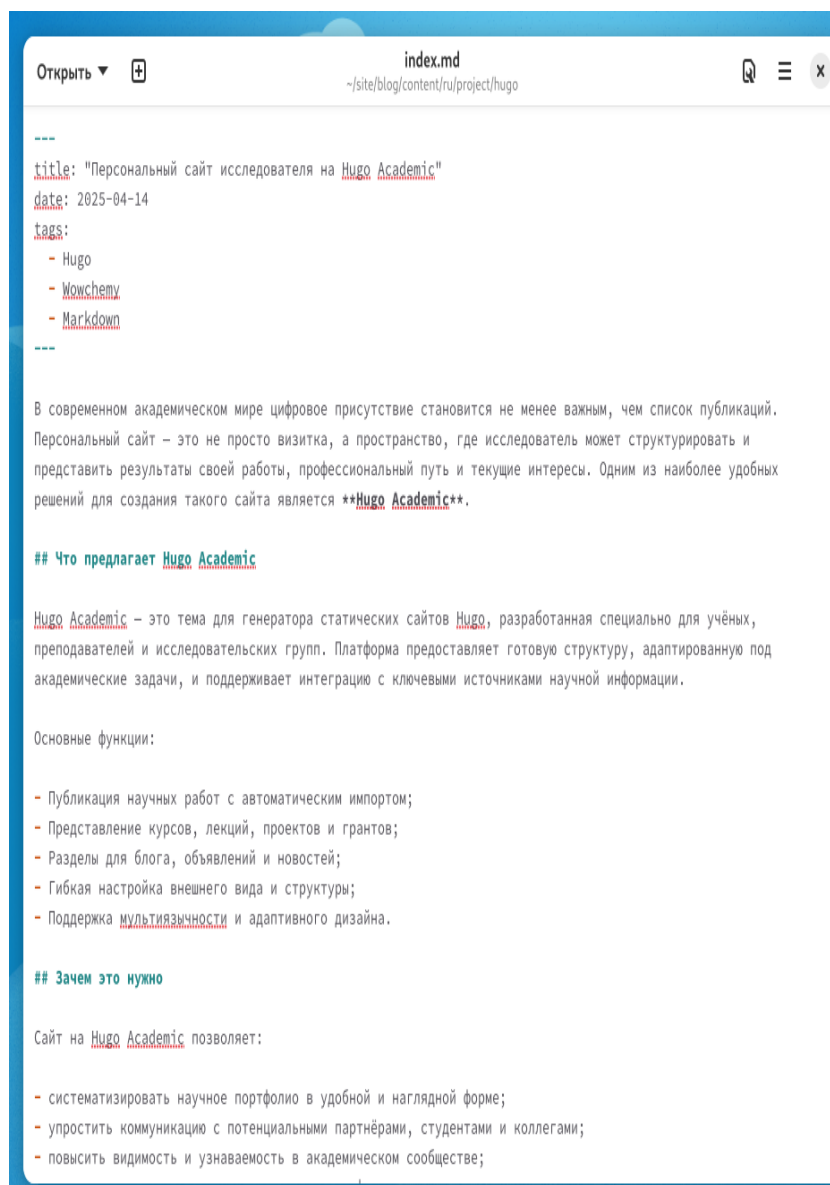 Открыть
index.md
~/site/blog/content/ru/project/hugo
---
title: "Персональный сайт исследователя на Hugo Academic"
date: 2025-04-14
tags:
  - Hugo
  - Wowchemy
  - Markdown
---
В современном академическом мире цифровое присутствие становится не менее важным, чем список публикаций.
Персональный сайт — это не просто визитка, а пространство, где исследователь может структурировать и
представить результаты своей работы, профессиональный путь и текущие интересы. Одним из наиболее удобных
решений для создания такого сайта является **Hugo Academic**.
## Что предлагает Hugo Academic
Hugo Academic — это тема для генератора статических сайтов Hugo, разработанная специально для учёных,
преподавателей и исследовательских групп. Платформа предоставляет готовую структуру, адаптированную под
академические задачи, и поддерживает интеграцию с ключевыми источниками научной информации.
Основные функции:
- Публикация научных работ с автоматическим импортом;
- Представление курсов, лекций, проектов и грантов;
- Разделы для блога, объявлений и новостей;
- Гибкая настройка внешнего вида и структуры;
- Поддержка мультиязычности и адаптивного дизайна.
## Зачем это нужно
Сайт на Hugo Academic позволяет:
- систематизировать научное портфолио в удобной и наглядной форме;
- упростить коммуникацию с потенциальными партнёрами, студентами и коллегами;
- повысить видимость и узнаваемость в академическом сообществе;